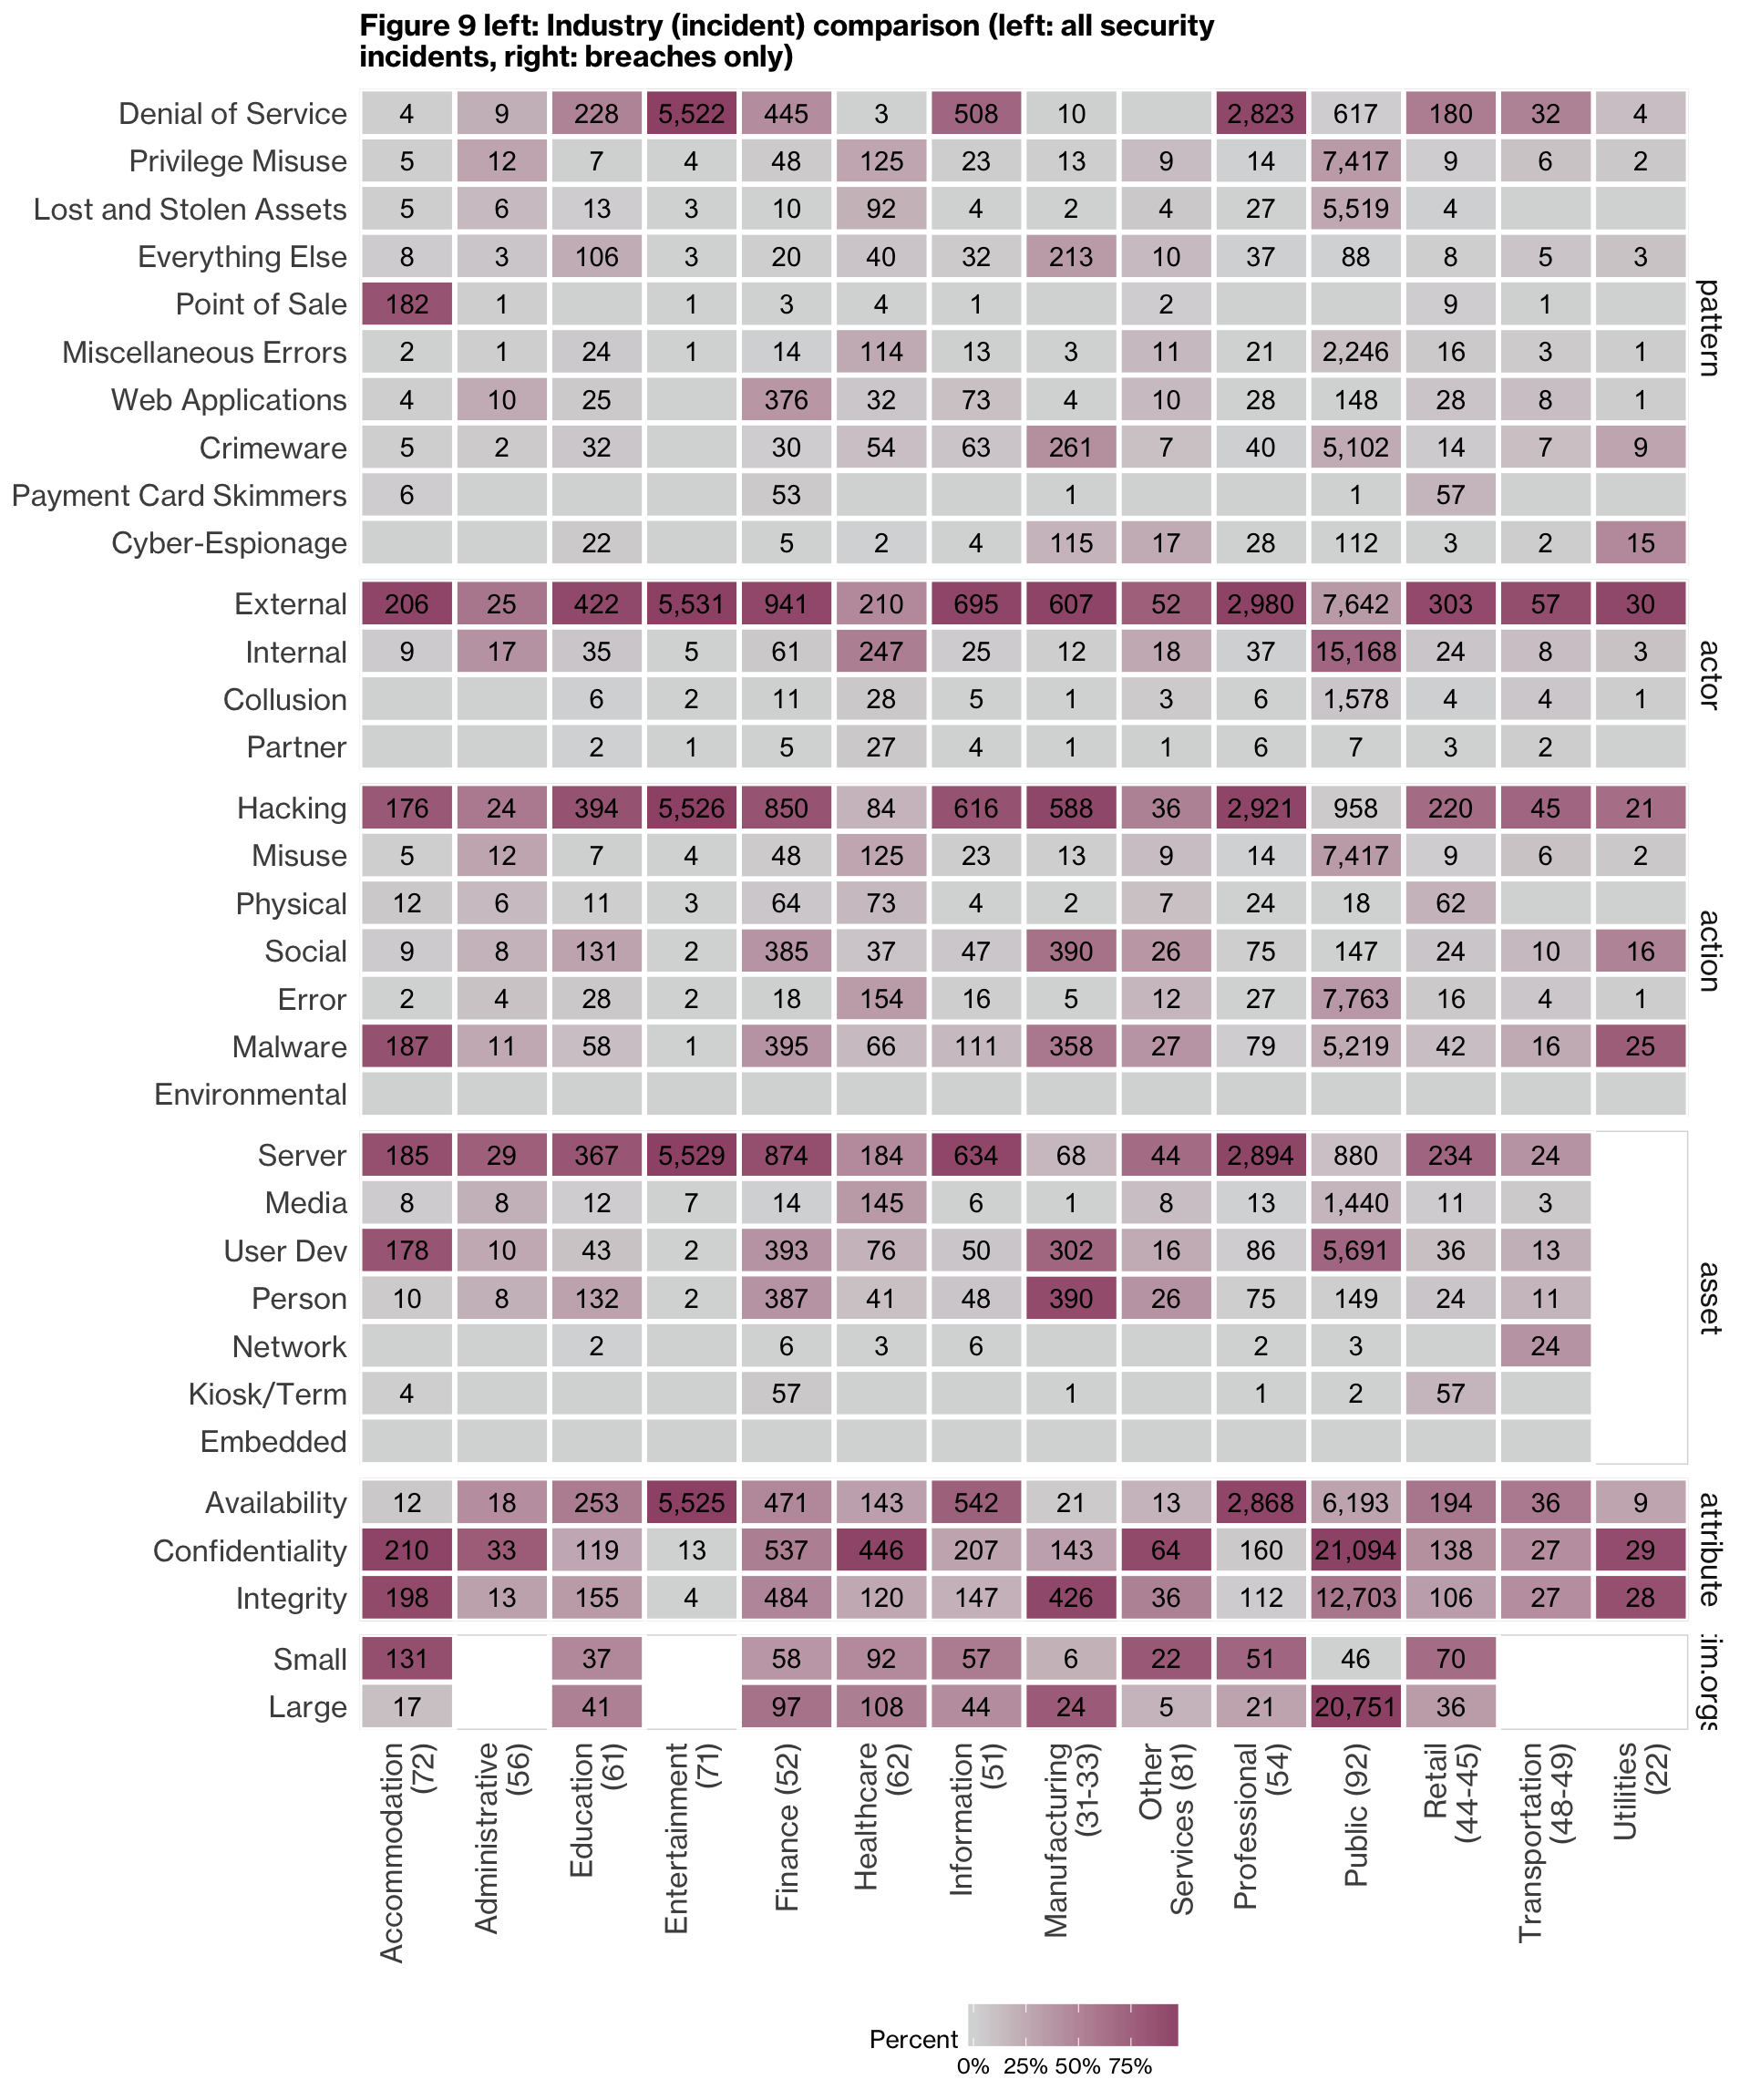 Figure 9 left: Industry (incident) comparison (left: all security
incidents, right: breaches only)
Denial of Service 4 9 228 5,522 445 3 508 10 2,823 617 180 32 4
Privilege Misuse 5 12 7 4 48 125 23 13 9 14 7,417 9 6 2
Lost and Stolen Assets 5 6 13 3 10 92 4 2 4 27 5,519 4
Everything Else 8 3 106 3 20 40 32 213 10 37 88 8 5 3
Point of Sale 182 1 1 3 4 1 2 9 1
Miscellaneous Errors 2 1 24 1 14 114 13 3 11 21 2,246 16 3 1
Web Applications 4 10 25 376 32 73 4 10 28 148 28 8 1
Crimeware 5 2 32 30 54 63 261 7 40 5,102 14 7 9
Payment Card Skimmers 6 53 1 1 57
Cyber-Espionage 22 5 2 4 115 17 28 112 3 2 15
pattern
External 206 25 422 5,531 941 210 695 607 52 2,980 7,642 303 57 30
Internal 9 17 35 5 61 247 25 12 18 37 15,168 24 8 3
Collusion 6 2 11 28 5 1 3 6 1,578 4 4 1
Partner 2 1 5 27 4 1 1 6 7 3 2
actor
Hacking 176 24 394 5,526 850 84 616 588 36 2,921 958 220 45 21
Misuse 5 12 7 4 48 125 23 13 9 14 7,417 9 6 2
Physical 12 6 11 3 64 73 4 2 7 24 18 62
Social 9 8 131 2 385 37 47 390 26 75 147 24 10 16
Error 2 4 28 2 18 154 16 5 12 27 7,763 16 4 1
Malware 187 11 58 1 395 66 111 358 27 79 5,219 42 16 25
Environmental
action
Server 185 29 367 5,529 874 184 634 68 44 2,894 880 234 24
Media 8 8 12 7 14 145 6 1 8 13 1,440 11 3
User Dev 178 10 43 2 393 76 50 302 16 86 5,691 36 13
Person 10 8 132 2 387 41 48 390 26 75 149 24 11
Network 2 6 3 6 2 3 24
Kiosk/Term 4 57 1 1 2 57
Embedded
asset
Availability 12 18 253 5,525 471 143 542 21 13 2,868 6,193 194 36 9
Confidentiality 210 33 119 13 537 446 207 143 64 160 21,094 138 27 29
Integrity 198 13 155 4 484 120 147 426 36 112 12,703 106 27 28
attribute
Small 131 37 58 92 57 6 22 51 46 70
Large 17 41 97 108 44 24 5 21 20,751 36
im.orgs
Accommodation
(72)
Administrative
(56)
Education
(61)
Entertainment
(71)
Finance (52)
Healthcare
(62)
Information
(51)
Manufacturing
(31-33)
Other
Services (81)
Professional
(54)
Public (92)
Retail
(44-45)
Transportation
(48-49)
Utilities
(22)
Percent
0% 25% 50% 75%